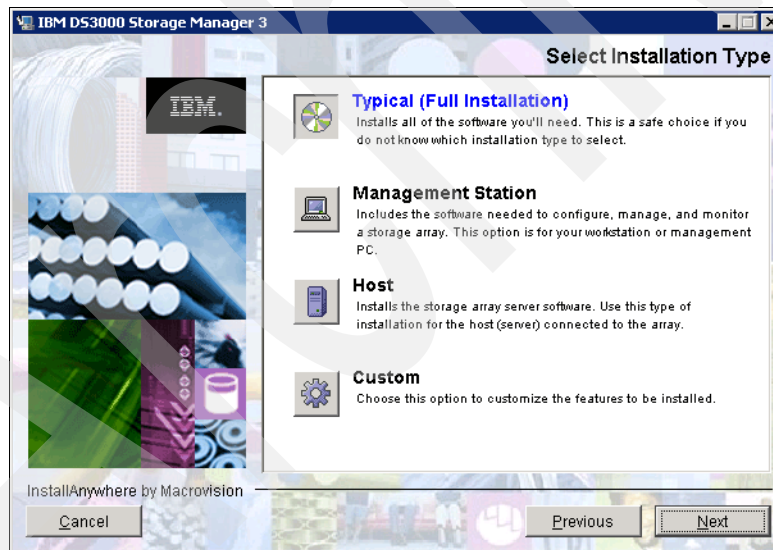 IBM DS3000 Storage Manager 3
Select Installation Type
IBM.
Typical (Full Installation)
Installs all of the software you'll need. This is a safe choice if you
do not know which installation type to select.
Management Station
Includes the software needed to configure, manage, and monitor
a storage array. This option is for your workstation or management
PC.
Host
Installs the storage array server software. Use this type of
installation for the host (server) connected to the array.
Custom
Choose this option to customize the features to be installed.
InstallAnywhere by Macrovision
Cancel
Previous
Next